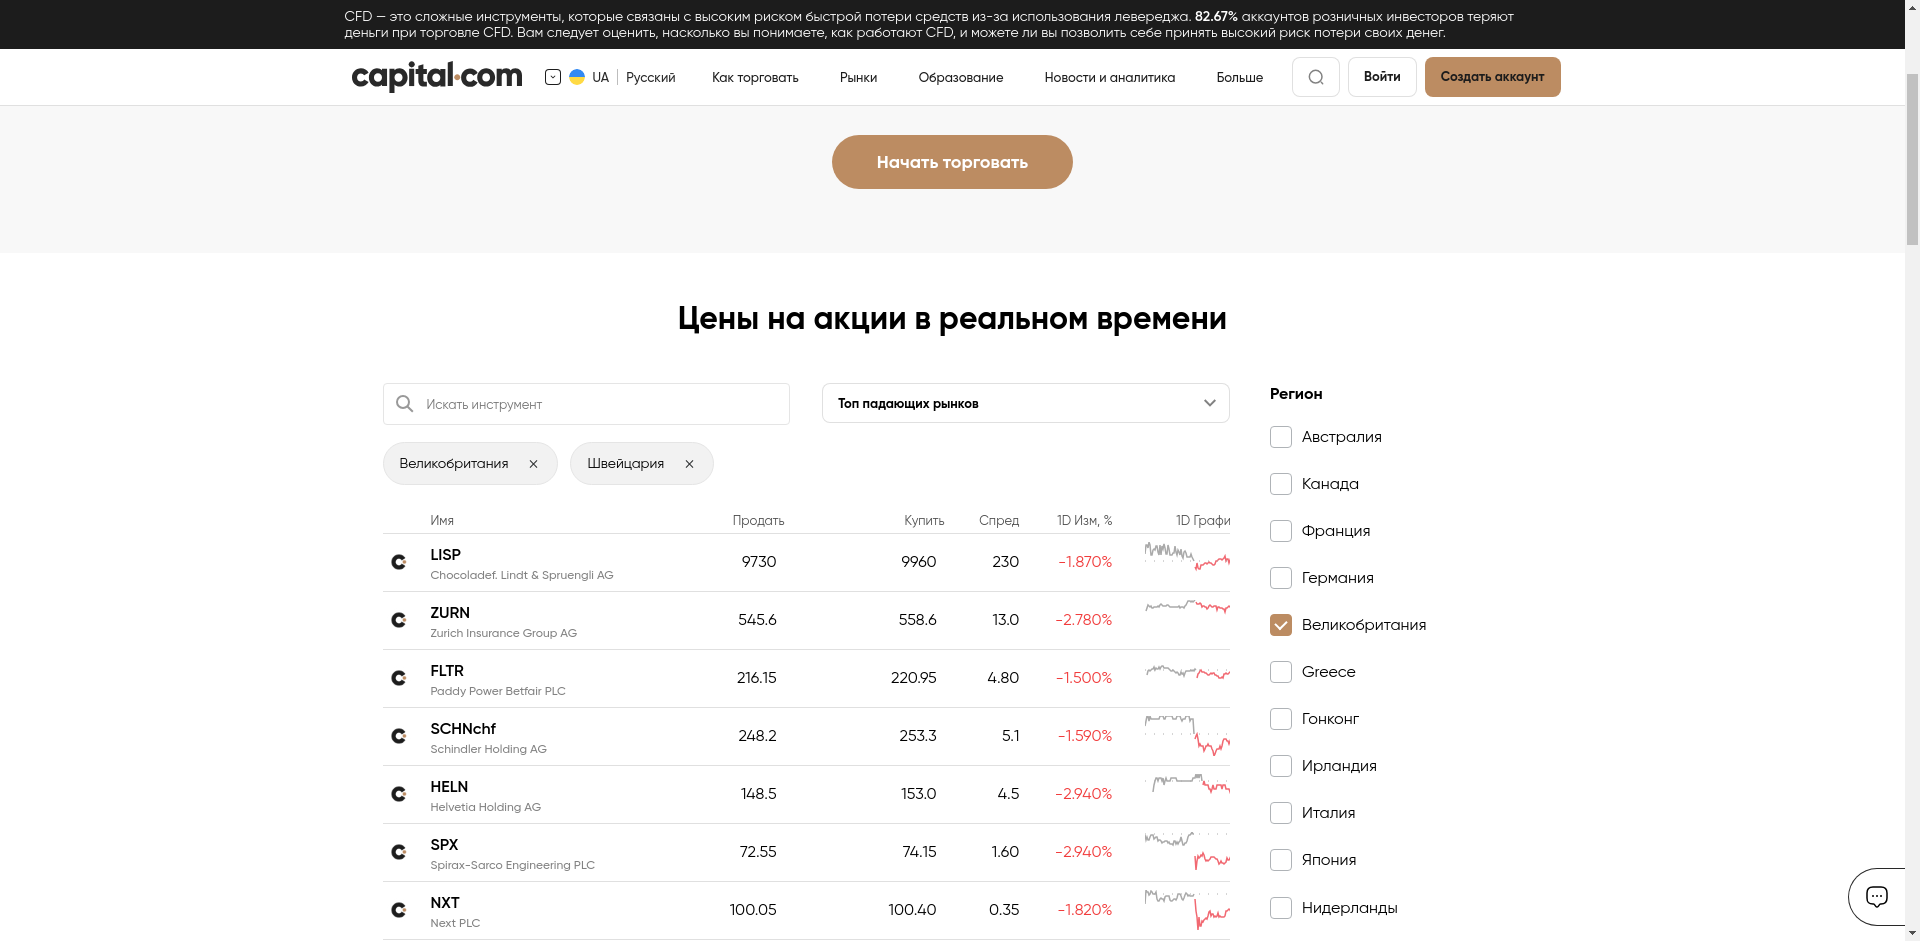 CFD — это сложные инструменты, которые связаны с высоким риском быстрой потери средств из-за использования левереджа. 82.67% аккаунтов розничных инвесторов теряют
деньги при торговле CFD. Вам следует оценить, насколько вы понимаете, как работают CFD, и можете ли вы позволить себе принять высокий риск потери своих денег.
capital.com UA Русский Как торговать Рынки Образование Новости и аналитика Больше Войти Создать аккаунт
Начать торговать
Цены на акции в реальном времени
Искать инструмент
Топ падающих рынков
Великобритания
Швейцария
Имя Продать Купить Спред 1D Изм, % 1D Графи
LISP 9730 9960 230 -1.870%
Chocoladef. Lindt & Spruengli AG
ZURN 545.6 558.6 13.0 -2.780%
Zurich Insurance Group AG
FLTR 216.15 220.95 4.80 -1.500%
Paddy Power Betfair PLC
SCHNchf 248.2 253.3 5.1 -1.590%
Schindler Holding AG
HELN 148.5 153.0 4.5 -2.940%
Helvetia Holding AG
SPX 72.55 74.15 1.60 -2.940%
Spirax-Sarco Engineering PLC
NXT 100.05 100.40 0.35 -1.820%
Next PLC
Регион
Австралия
Канада
Франция
Германия
Великобритания
Greece
Гонконг
Ирландия
Италия
Япония
Нидерланды